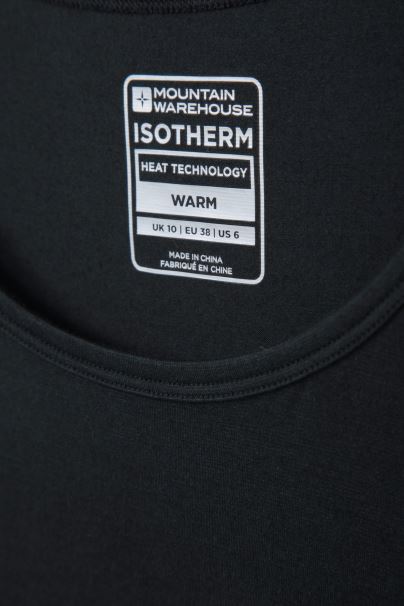 MOUNTAIN
WAREHOUSE
ISOTHERM
HEAT TECHNOLOGY
WARM
UK 10 | EU 38 | US 6
MADE IN CHINA
FABRIQUÉ EN CHINE